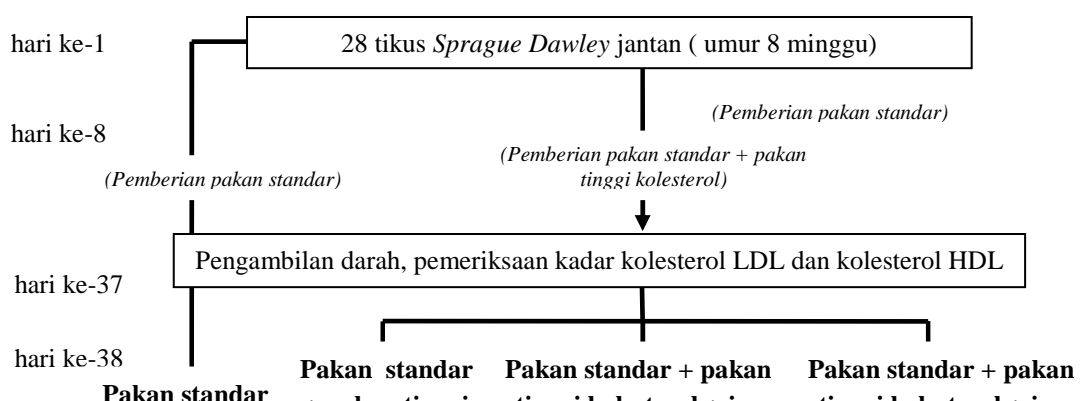 hari ke-1
28 tikus Sprague Dawley jantan ( umur 8 minggu)
(Pemberian pakan standar)
hari ke-8
(Pemberian pakan standar + pakan
tinggi kolesterol)
(Pemberian pakan standar)
Pengambilan darah, pemeriksaan kadar kolesterol LDL dan kolesterol HDL
hari ke-37
hari ke-38
Pakan standar
Pakan standar
Pakan standar + pakan
Pakan standar + pakan